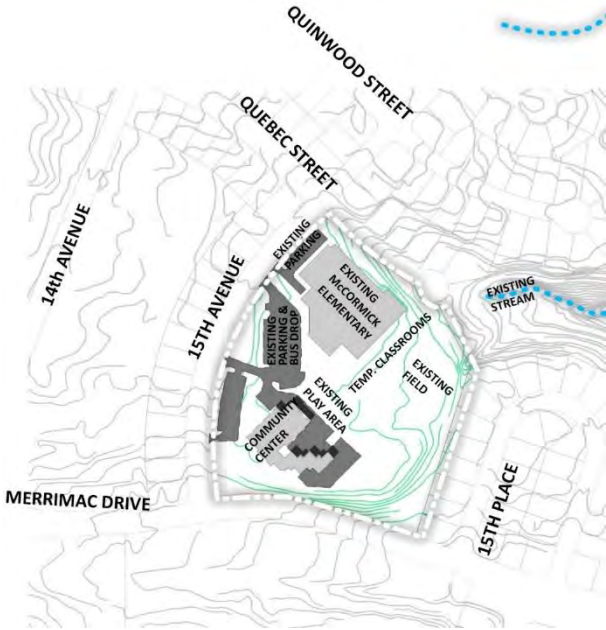 QUINWOOD STREET
QUEBEC STREET
14th AVENUE
15TH AVENUE
EXISTING
PARKING
EXISTING
McCORMICK
ELEMENTARY
EXISTING
STREAM
EXISTING
PARKING &
BUS DROP
TEMP. CLASSROOMS
EXISTING
FIELD
EXISTING
PLAY AREA
COMMUNITY
CENTER
MERRIMAC DRIVE
15TH PLACE